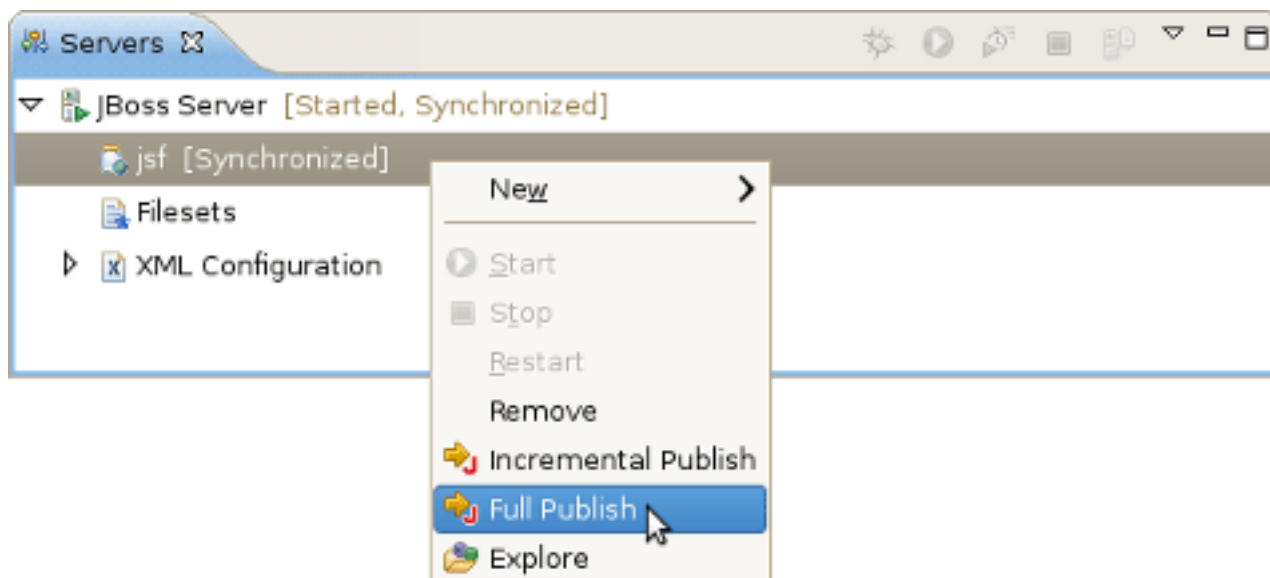 Servers
JBoss Server [Started, Synchronized]
jsf [Synchronized]
Filesets
XML Configuration
New
Start
Stop
Restart
Remove
Incremental Publish
Full Publish
Explore